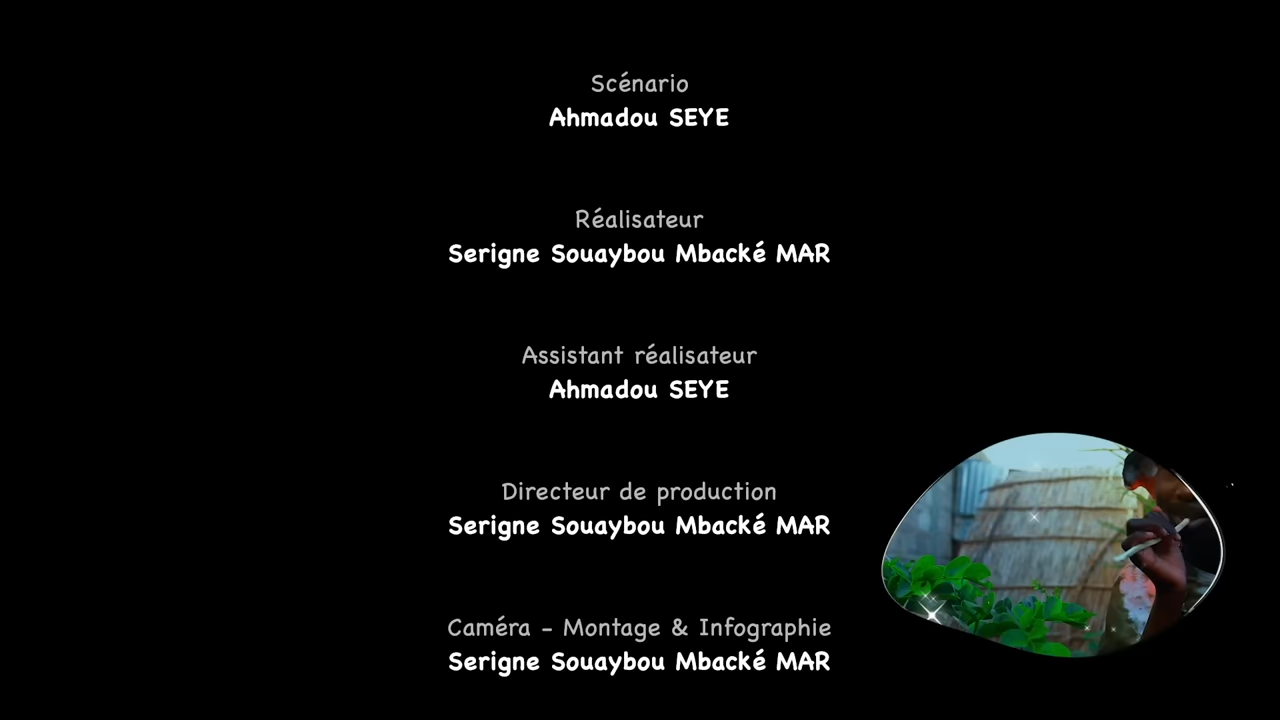 Scénario
Ahmadou SEYE
Réalisateur
Serigne Souaybou Mbacké MAR
Assistant réalisateur
Ahmadou SEYE
Directeur de production
Serigne Souaybou Mbacké MAR
Caméra - Montage & Infographie
Serigne Souaybou Mbacké MAR